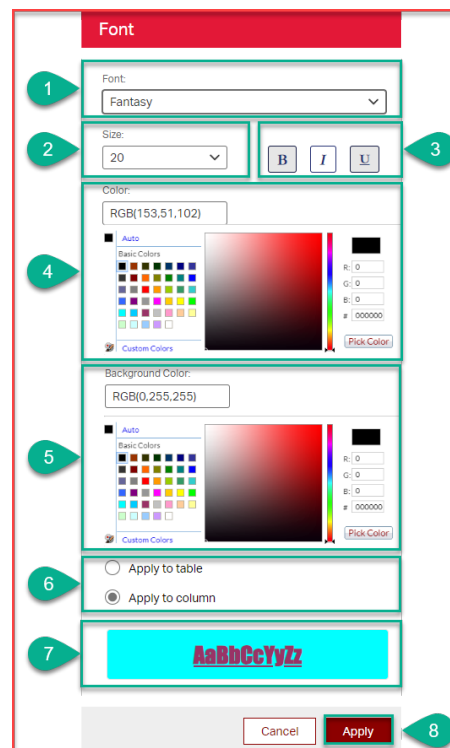 Font
Font:
1
Fantasy
Size:
2
20
B I U
3
Color:
RGB(153,51,102)
Auto
Basic Colors
4
R: 0
G: 0
B: 0
# 000000
Pick Color
Custom Colors
Background Color:
RGB(0,255,255)
Auto
Basic Colors
5
R: 0
G: 0
B: 0
# 000000
Pick Color
Custom Colors
Apply to table
6
Apply to column
7
AaBbCcYyZz
Cancel
Apply
8